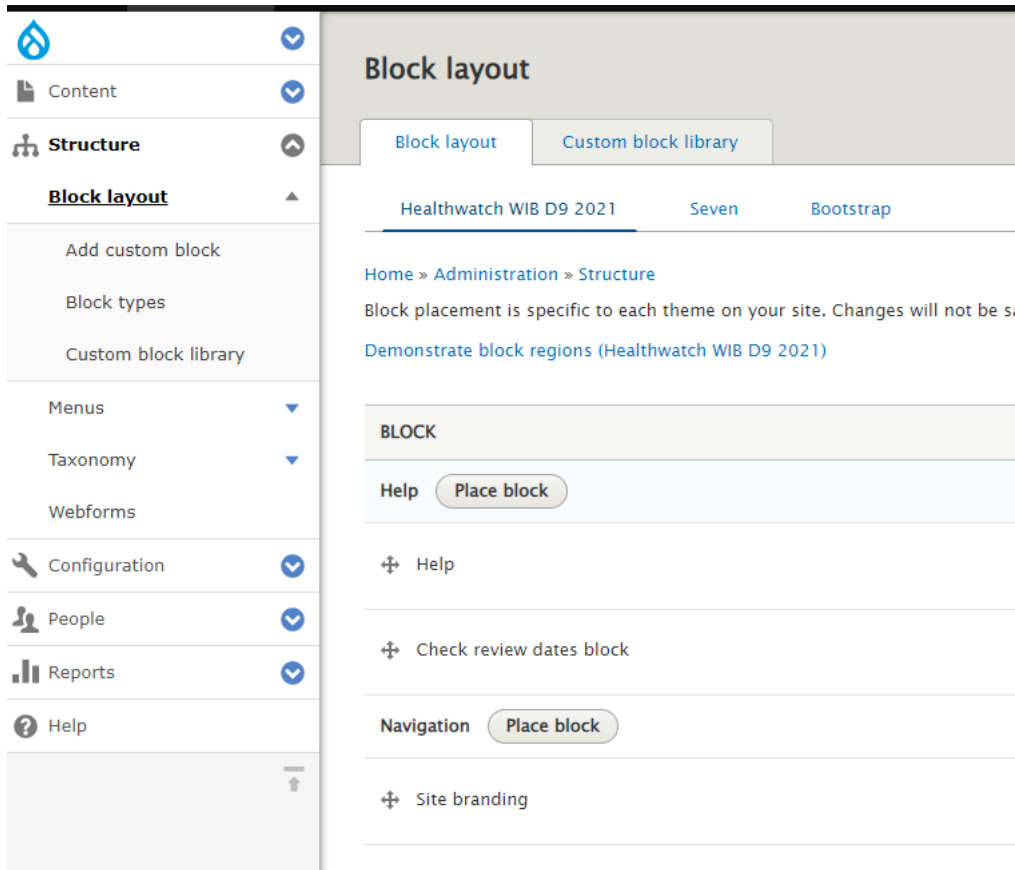 Content
Structure
Block layout
Add custom block
Block types
Custom block library
Menus
Taxonomy
Webforms
Configuration
People
Reports
Help
Block layout
Block layout Custom block library
Healthwatch WIB D9 2021 Seven Bootstrap
Home » Administration » Structure
Block placement is specific to each theme on your site. Changes will not be
Demonstrate block regions (Healthwatch WIB D9 2021)
BLOCK
Help Place block
Help
Check review dates block
Navigation Place block
Site branding